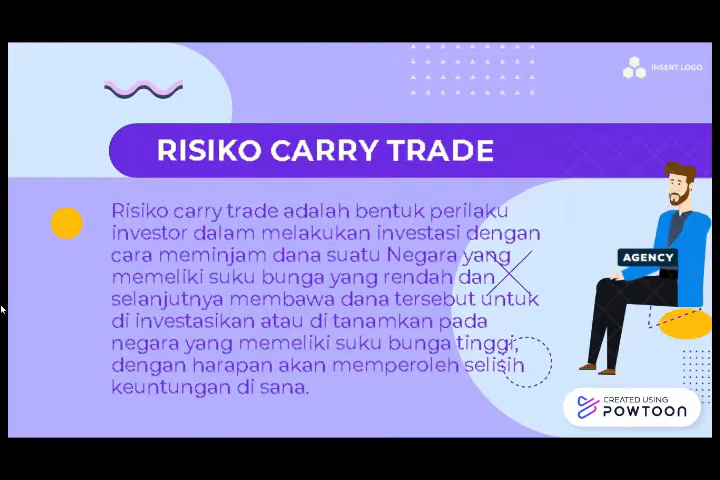 INSERT LOGO
RISIKO CARRY TRADE
Risiko carry trade adalah bentuk perilaku
investor dalam melakukan investasi dengan
cara meminjam dana suatu Negara yang
memeliki suku bunga yang rendah dan
selanjutnya membawa dana tersebut untuk
di investasikan atau di tanamkan pada
negara yang memeliki suku bunga tinggi,
dengan harapan akan memperoleh selisih
keuntungan di sana.
AGENCY
CREATED USING
POWTOON